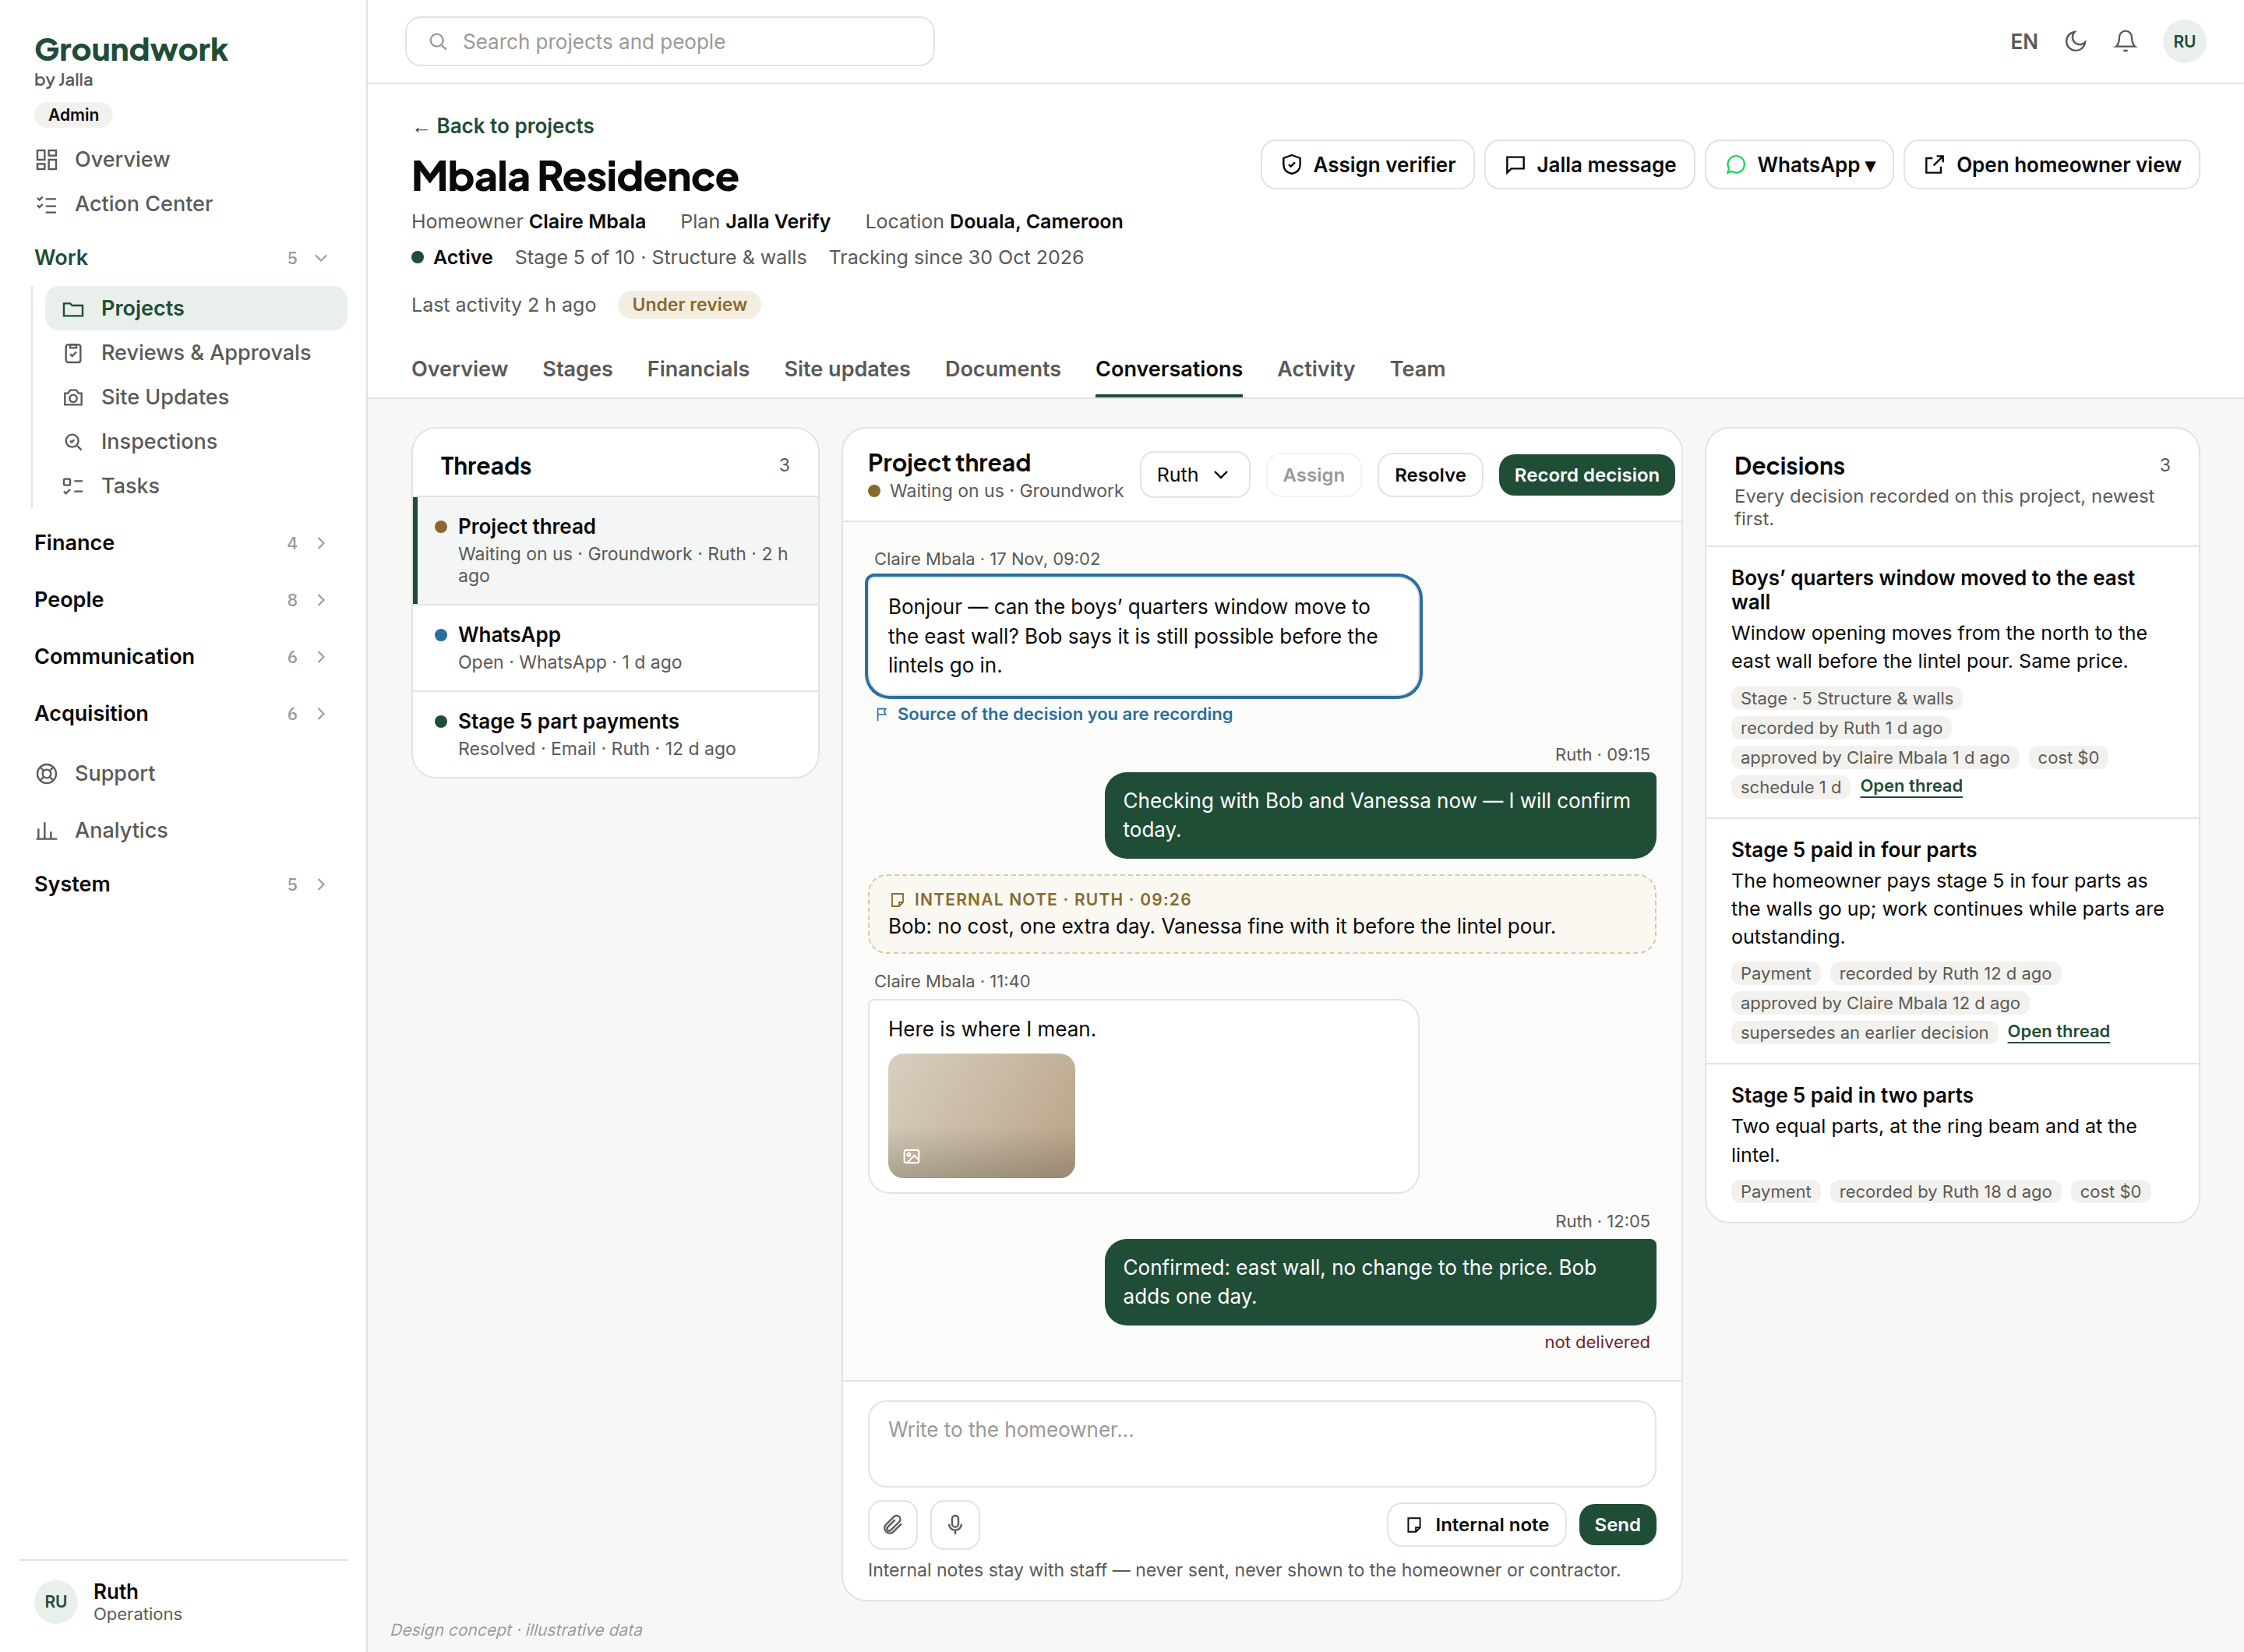 Groundwork
by Jalla
Admin
Overview
Action Center
Work 5
Projects
Reviews & Approvals
Site Updates
Inspections
Tasks
Finance 4
People 8
Communication 6
Acquisition 6
Support
Analytics
System 5
RU
Ruth
Operations
Search projects and people
EN
RU
← Back to projects
Mbala Residence
Homeowner Claire Mbala Plan Jalla Verify Location Douala, Cameroon
Active Stage 5 of 10 · Structure & walls Tracking since 30 Oct 2026
Last activity 2 h ago Under review
Assign verifier
Jalla message
WhatsApp ▾
Open homeowner view
Overview Stages Financials Site updates Documents Conversations Activity Team
Threads 3
Project thread
Waiting on us · Groundwork · Ruth · 2 h
ago
WhatsApp
Open · WhatsApp · 1 d ago
Stage 5 part payments
Resolved · Email · Ruth · 12 d ago
Project thread
Waiting on us · Groundwork
Ruth
Assign
Resolve
Record decision
Claire Mbala · 17 Nov, 09:02
Bonjour — can the boys’ quarters window move to
the east wall? Bob says it is still possible before the
lintels go in.
Source of the decision you are recording
Ruth · 09:15
Checking with Bob and Vanessa now — I will confirm
today.
INTERNAL NOTE · RUTH · 09:26
Bob: no cost, one extra day. Vanessa fine with it before the lintel pour.
Claire Mbala · 11:40
Here is where I mean.
Ruth · 12:05
Confirmed: east wall, no change to the price. Bob
adds one day.
not delivered
Write to the homeowner...
Internal note
Send
Internal notes stay with staff — never sent, never shown to the homeowner or contractor.
Decisions 3
Every decision recorded on this project, newest
first.
Boys’ quarters window moved to the east
wall
Window opening moves from the north to the
east wall before the lintel pour. Same price.
Stage · 5 Structure & walls
recorded by Ruth 1 d ago
approved by Claire Mbala 1 d ago cost $0
schedule 1 d Open thread
Stage 5 paid in four parts
The homeowner pays stage 5 in four parts as
the walls go up; work continues while parts are
outstanding.
Payment recorded by Ruth 12 d ago
approved by Claire Mbala 12 d ago
supersedes an earlier decision Open thread
Stage 5 paid in two parts
Two equal parts, at the ring beam and at the
lintel.
Payment recorded by Ruth 18 d ago cost $0
Design concept · illustrative data